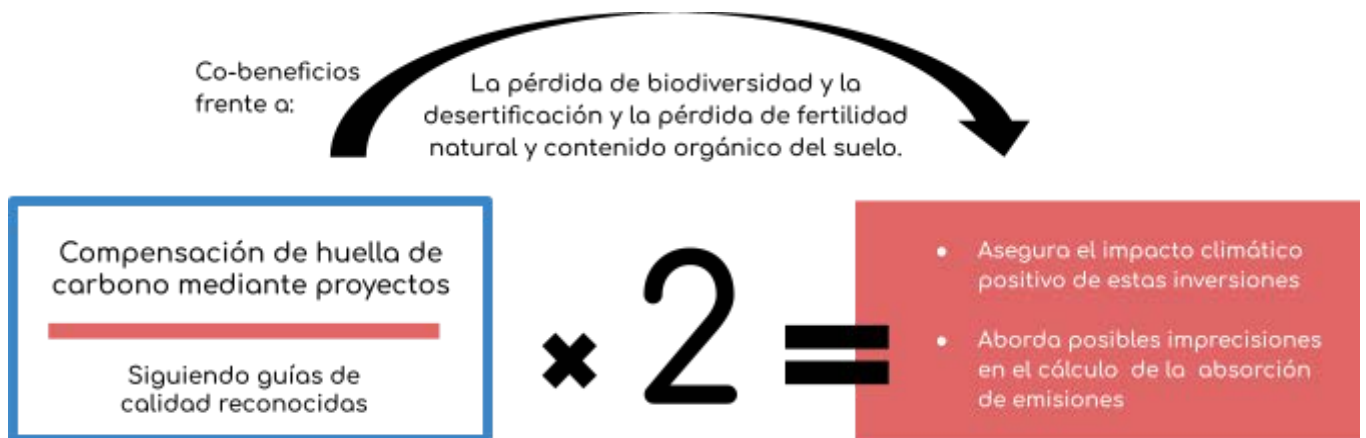 Co-beneficios
frente a:
La pérdida de biodiversidad y la
desertificación y la pérdida de fertilidad
natural y contenido orgánico del suelo.
Compensación de huella de
carbono mediante proyectos
Siguiendo guías de
calidad reconocidas
× 2 =
• Asegura el impacto climático
positivo de estas inversiones
• Aborda posibles imprecisiones
en el cálculo de la absorción
de emisiones